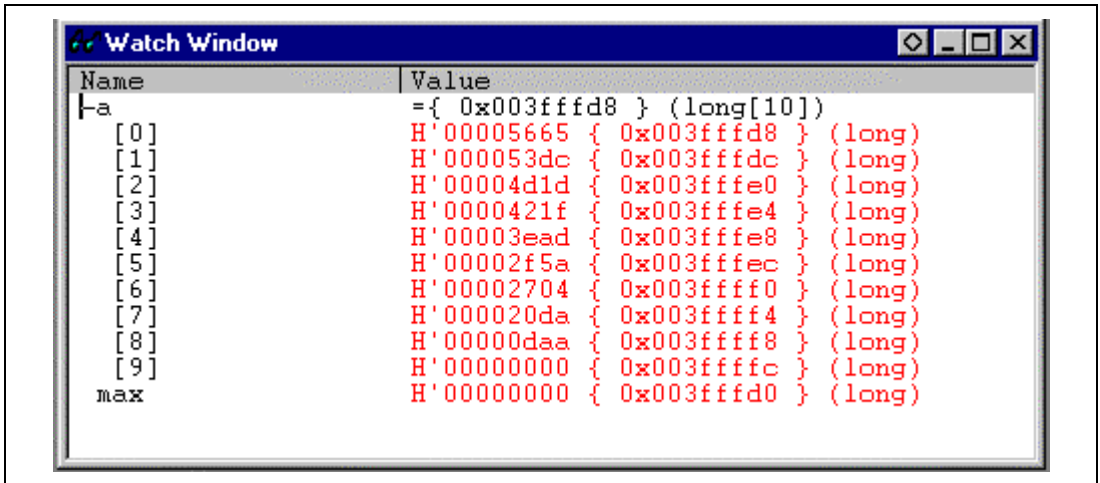 Watch Window
Name Value
-a ={ 0x003fffd8 } (long[10])
[0] H'00005665 { 0x003fffd8 } (long)
[1] H'000053dc { 0x003fffdc } (long)
[2] H'00004d1d { 0x003fffe0 } (long)
[3] H'0000421f { 0x003fffe4 } (long)
[4] H'00003ead { 0x003fffe8 } (long)
[5] H'00002f5a { 0x003fffec } (long)
[6] H'00002704 { 0x003ffff0 } (long)
[7] H'000020da { 0x003ffff4 } (long)
[8] H'00000daa { 0x003ffff8 } (long)
[9] H'00000000 { 0x003ffffc } (long)
max H'00000000 { 0x003fffd0 } (long)